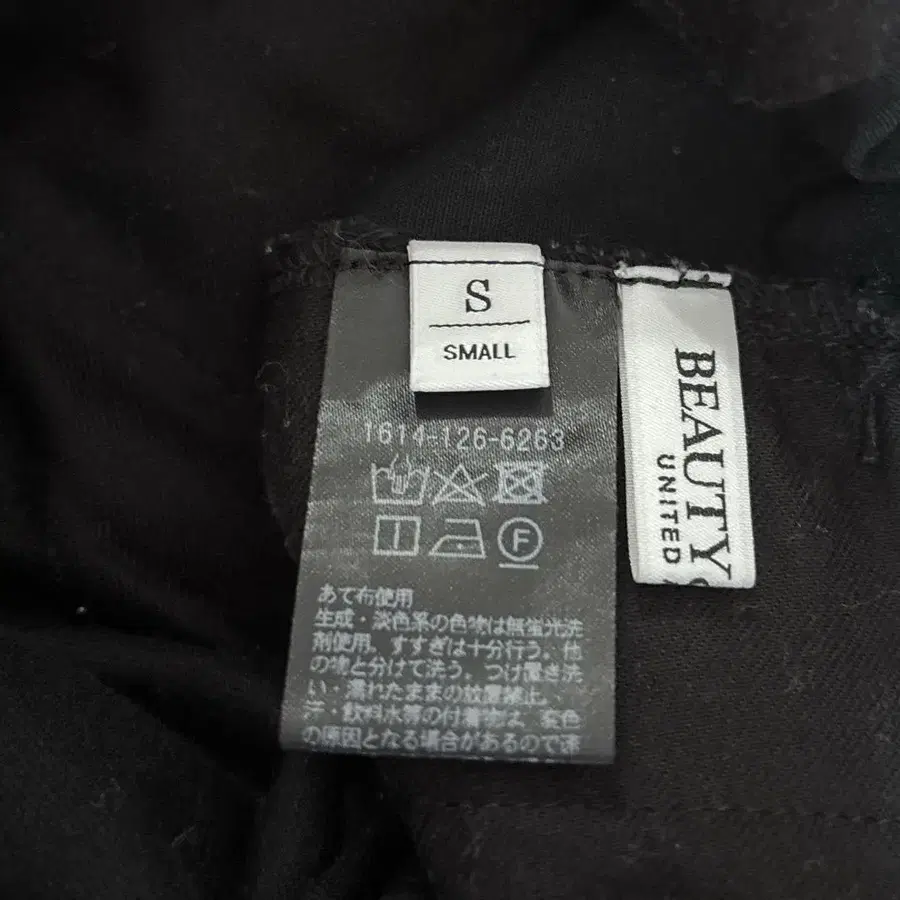 S
SMALL
1614-126-6263
F
あて布使用
生成・淡色系の色物は無蛍光洗
剤使用。すすぎは十分行う。他
の物と分けて洗う。つけ置き洗
い・濡れたままの放置禁止。
汗・飲料水等の付着物は、変色
の原因となる場合があるので速
BEAUTY
UNITED